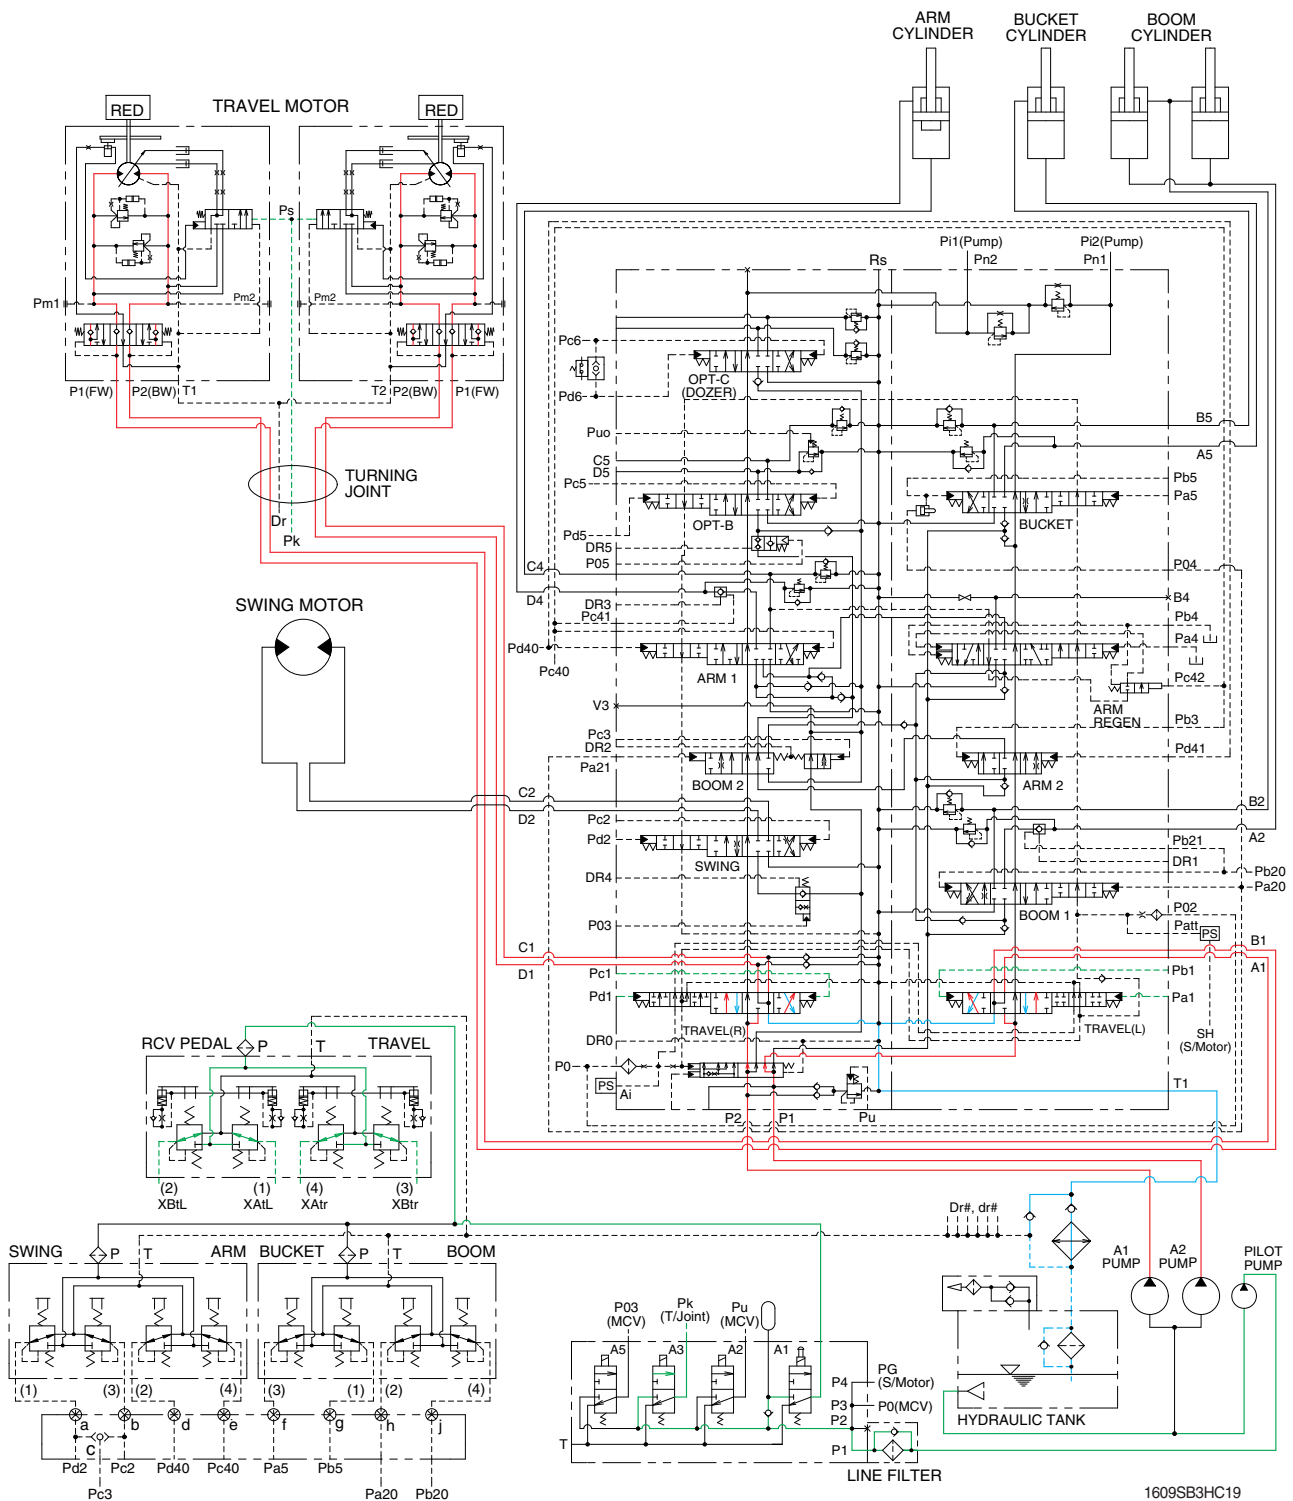 ARM
CYLINDER
BUCKET
CYLINDER
BOOM
CYLINDER
RED
TRAVEL MOTOR
RED
Ps
Pm1
Pm2
Pm2
P1(FW)
P2(BW)
T1
T2
P2(BW)
P1(FW)
TURNING
JOINT
Dr
Pk
SWING MOTOR
Pi1(Pump)
Pn2
Pi2(Pump)
Pn1
Rs
Pc6
OPT-C
(DOZER)
Pd6
Puo
C5
D5
Pc5
OPT-B
Pd5
DR5
P05
C4
D4
DR3
Pc41
Pd40
Pc40
ARM 1
V3
Pc3
DR2
Pa21
BOOM 2
C2
D2
Pc2
Pd2
SWING
DR4
P03
C1
D1
Pc1
Pd1
TRAVEL(R)
DR0
P0
PS
Ai
P2
P1
Pu
B5
A5
Pb5
Pa5
BUCKET
P04
B4
Pb4
Pa4
Pc42
ARM
REGEN
Pb3
Pd41
ARM 2
B2
A2
Pb21
DR1
Pb20
Pa20
BOOM 1
P02
Patt
PS
B1
A1
Pb1
Pa1
TRAVEL(L)
SH
(S/Motor)
T1
RCV PEDAL
P
T
TRAVEL
(2)
XBtL
(1)
XAtL
(4)
XAtr
(3)
XBtr
SWING
P
T
ARM
BUCKET
P
T
BOOM
(1)
(3)
(2)
(4)
(3)
(1)
(2)
(4)
a
b
c
d
e
f
g
h
j
Pd2
Pc2
Pd40
Pc40
Pa5
Pb5
Pc3
Pa20
Pb20
P03
(MCV)
Pk
(T/Joint)
Pu
(MCV)
A5
A3
A2
A1
T
P4
PG
(S/Motor)
P3
P0(MCV)
P2
P1
LINE FILTER
Dr#, dr#
A1
PUMP
A2
PUMP
PILOT
PUMP
HYDRAULIC TANK
1609SB3HC19